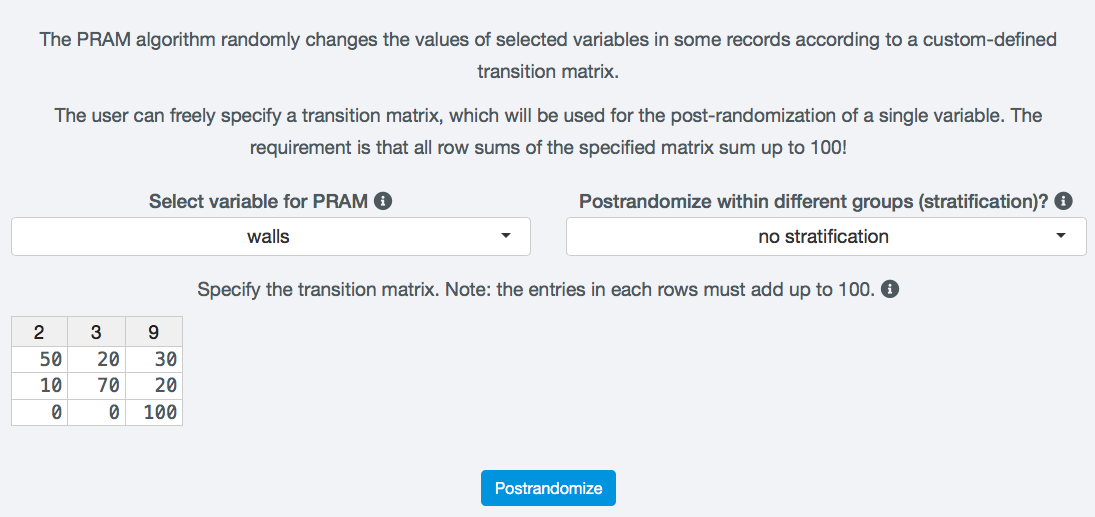 The PRAM algorithm randomly changes the values of selected variables in some records according to a custom-defined
transition matrix.
The user can freely specify a transition matrix, which will be used for the post-randomization of a single variable. The
requirement is that all row sums of the specified matrix sum up to 100!
Select variable for PRAM
Postrandomize within different groups (stratification)?
walls
no stratification
Specify the transition matrix. Note: the entries in each rows must add up to 100.
2 3 9
50 20 30
10 70 20
0 0 100
Postrandomize